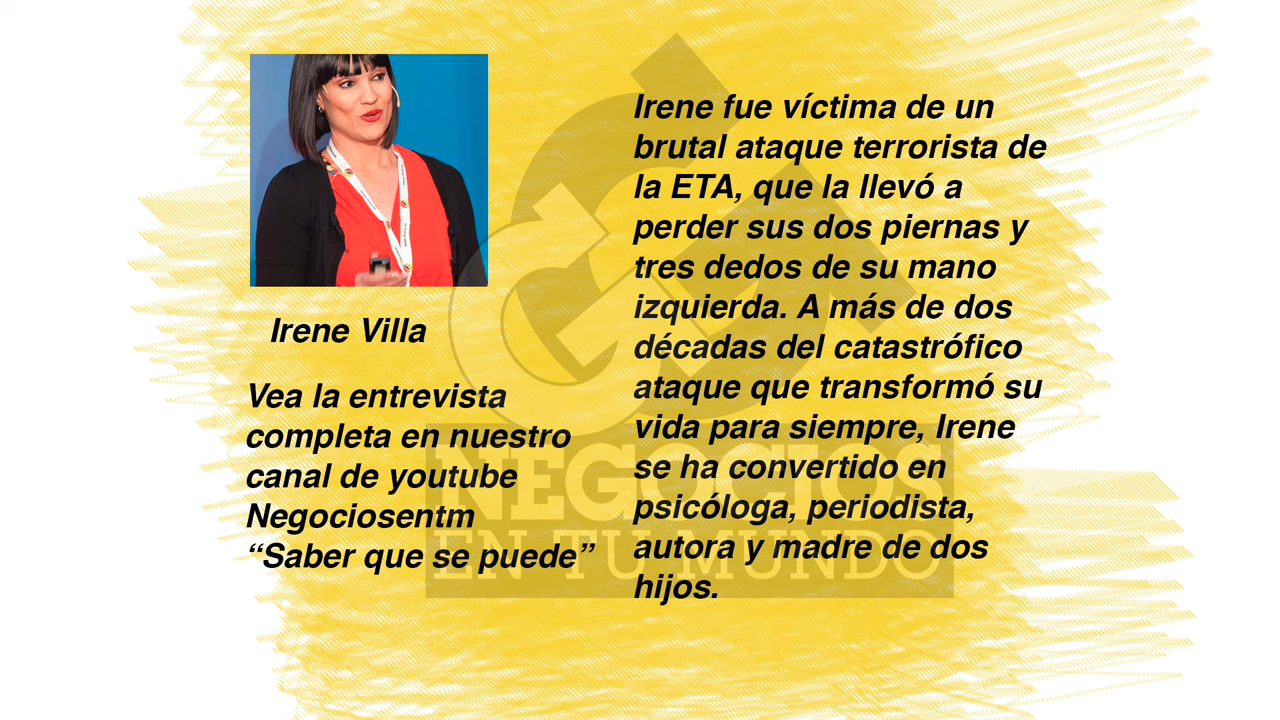 Irene Villa
Vea la entrevista
completa en nuestro
canal de youtube
Negociosentm
“Saber que se puede”
Irene fue víctima de un
brutal ataque terrorista de
la ETA, que la llevó a
perder sus dos piernas y
tres dedos de su mano
izquierda. A más de dos
décadas del catastrófico
ataque que transformó su
vida para siempre, Irene
se ha convertido en
psicóloga, periodista,
autora y madre de dos
hijos.
NEGOCIOS
EN TU MUNDO